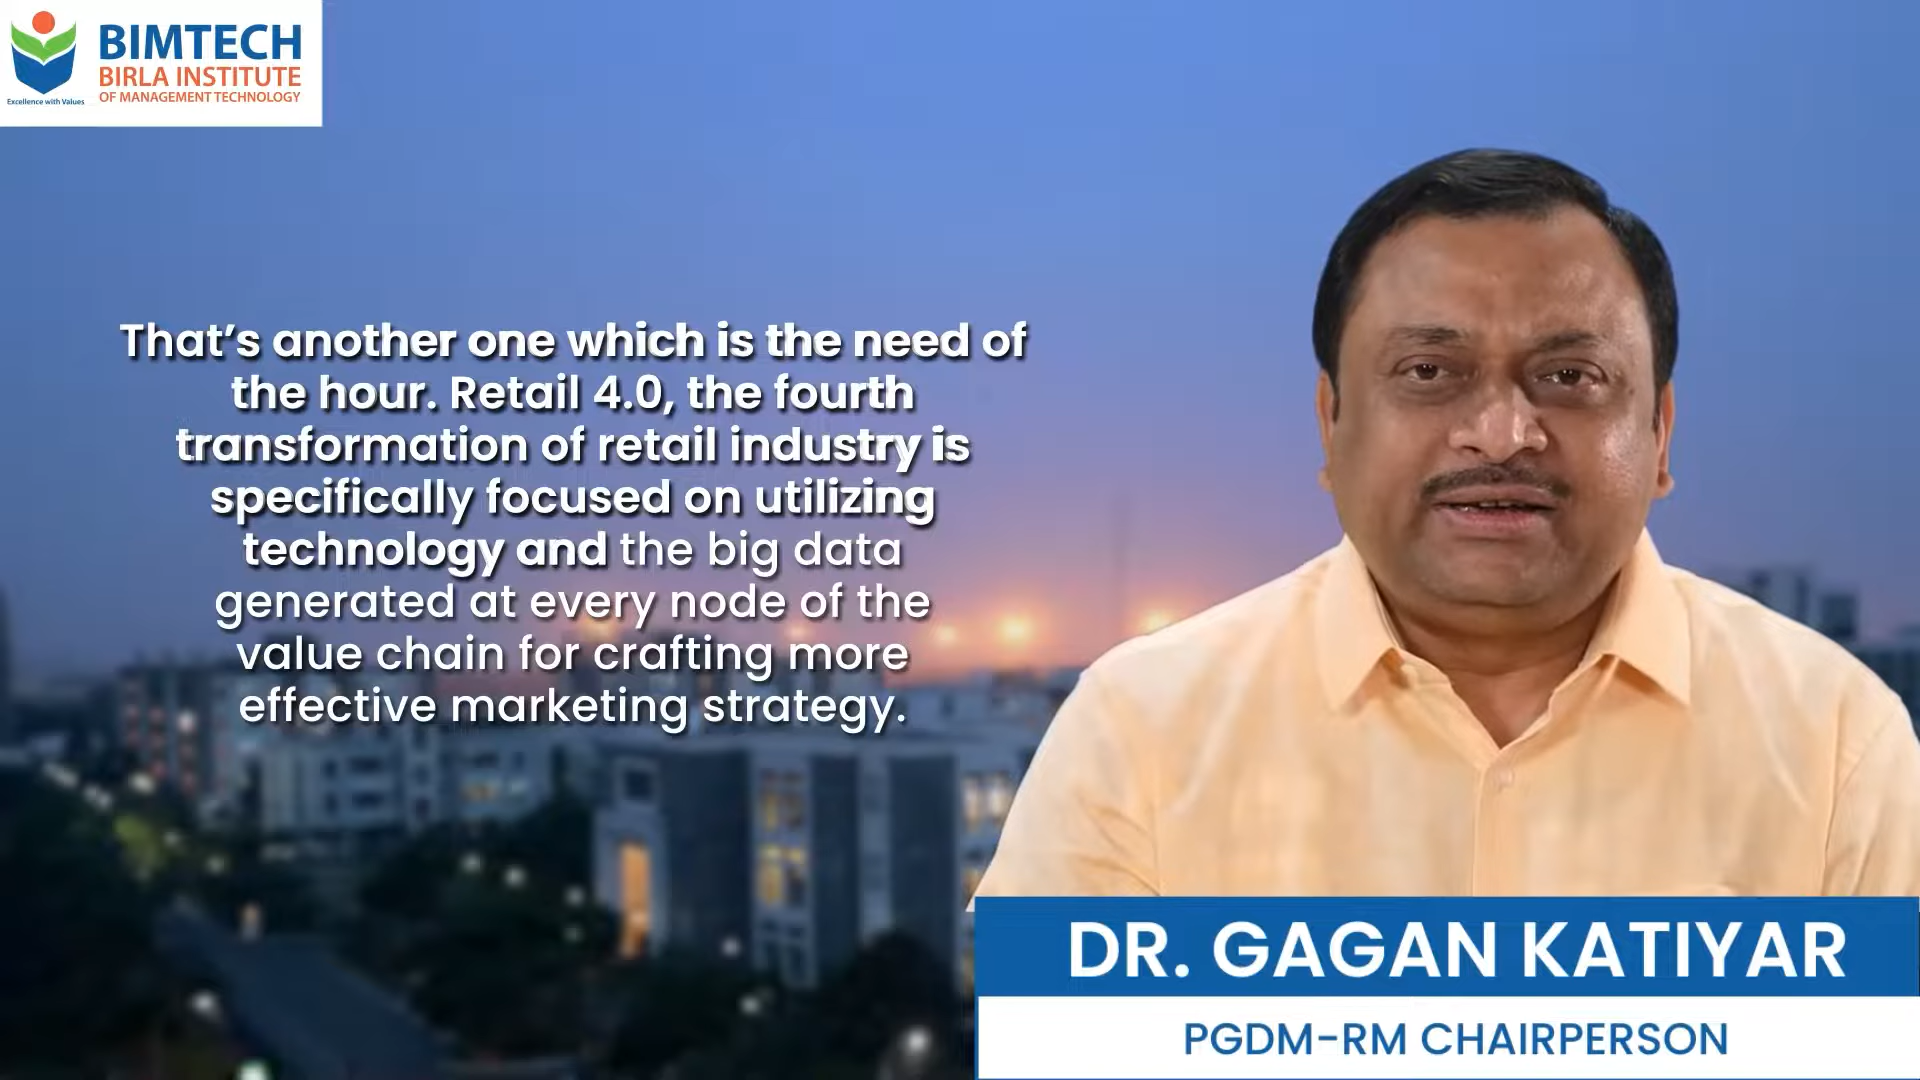 BIMTECH
BIRLA INSTITUTE
OF MANAGEMENT TECHNOLOGY
Excellence with Values
That's another one which is the need of
the hour. Retail 4.0, the fourth
transformation of retail industry is
specifically focused on utilizing
technology and the big data
generated at every node of the
value chain for crafting more
effective marketing strategy.
DR. GAGAN KATIYAR
PGDM-RM CHAIRPERSON